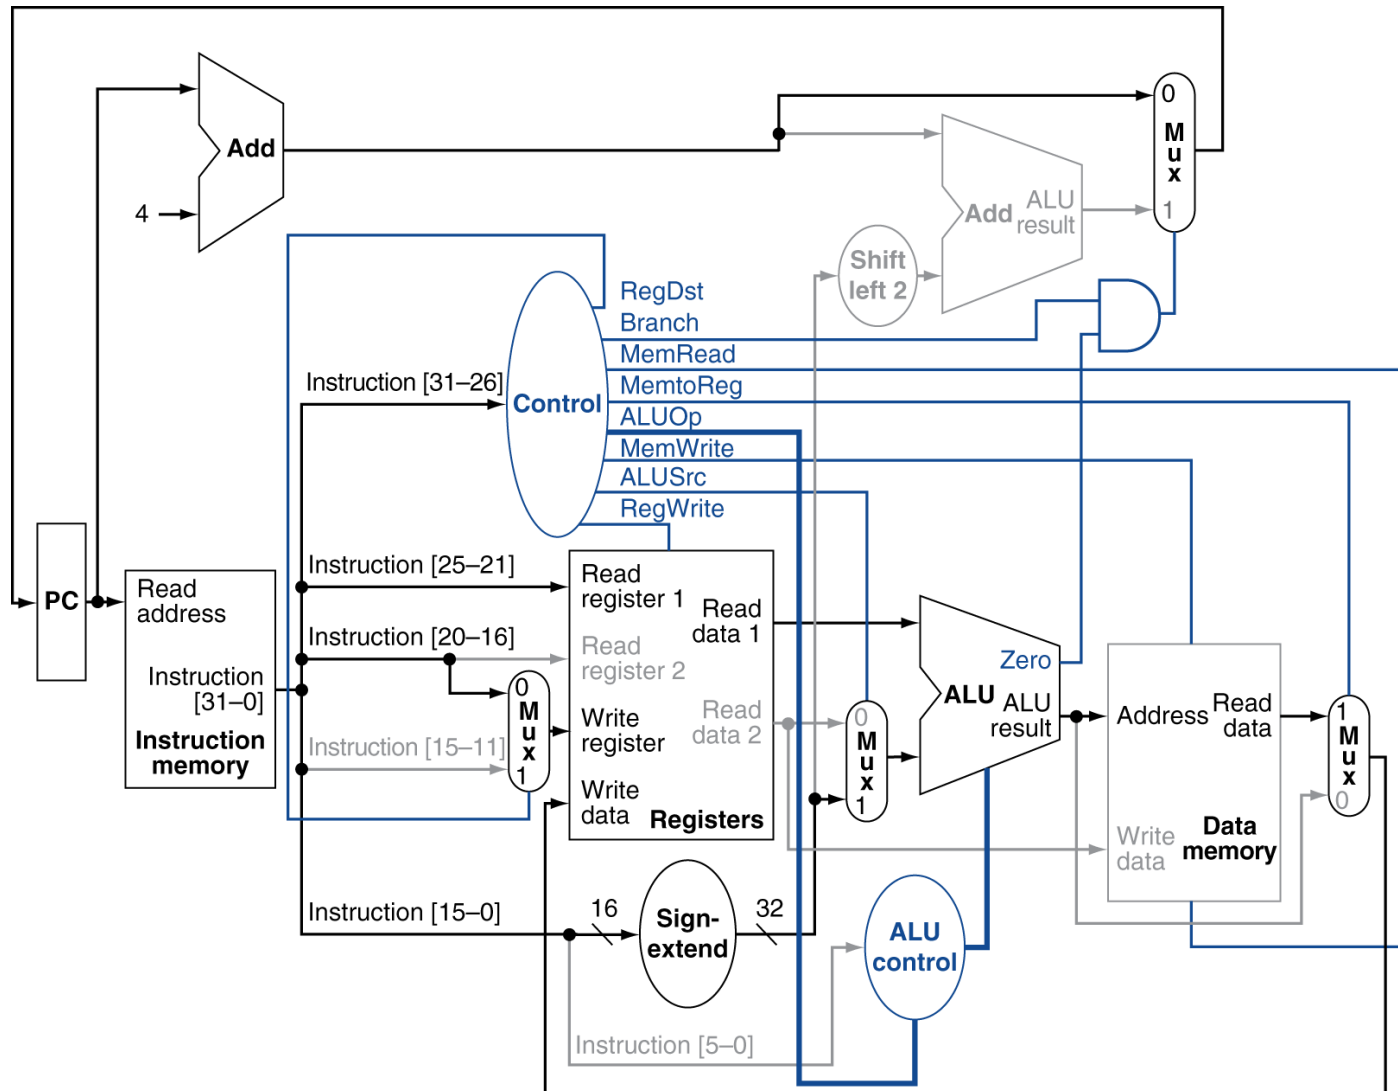 0
M
u
x
1
Add
4
Add
ALU
result
Shift
left 2
RegDst
Branch
MemRead
MemtoReg
ALUOp
MemWrite
ALUSrc
RegWrite
Control
Instruction [31–26]
Instruction [25–21]
Instruction [20–16]
Instruction [15–11]
Instruction [15–0]
Instruction [5–0]
PC
Read
address
Instruction
[31–0]
Instruction
memory
0
M
u
x
1
Read
register 1
Read
register 2
Write
register
Write
data
Read
data 1
Read
data 2
Registers
16
Sign-
extend
32
0
M
u
x
1
Zero
ALU
ALU
result
ALU
control
Address
Read
data
Write
data
Data
memory
1
M
u
x
0